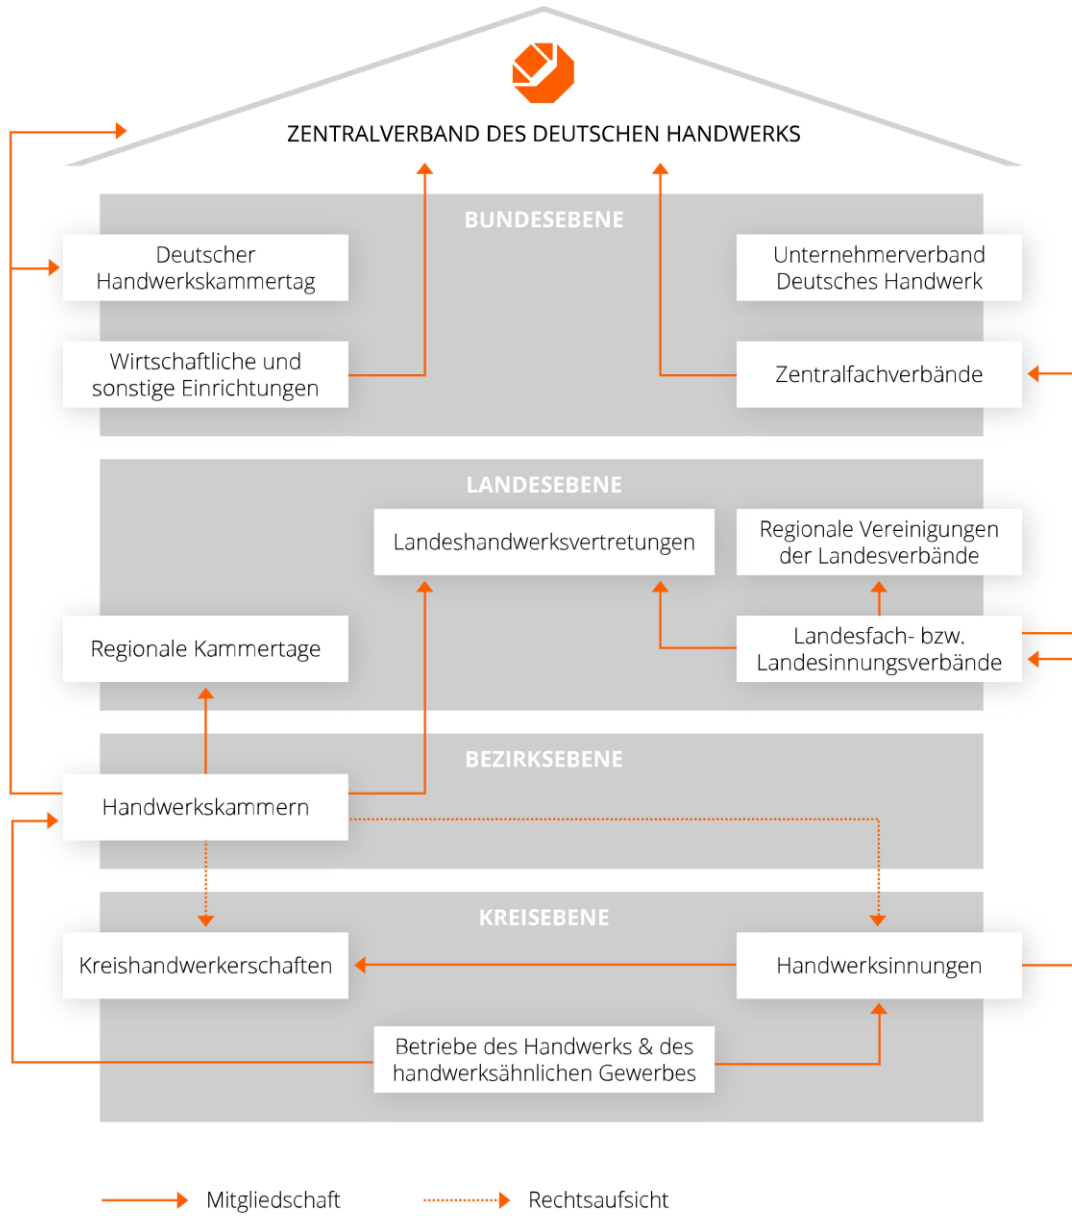 ZENTRALVERBAND DES DEUTSCHEN HANDWERKS
BUNDESEBENE
Deutscher
Handwerkskammertag
Unternehmerverband
Deutsches Handwerk
Wirtschaftliche und
sonstige Einrichtungen
Zentralfachverbände
LANDESEBENE
Landeshandwerksvertretungen
Regionale Vereinigungen
der Landesverbände
Regionale Kammertage
Landesfach- bzw.
Landesinnungsverbände
BEZIRKSEBENE
Handwerkskammern
KREISEBENE
Kreishandwerkerschaften
Handwerksinnungen
Betriebe des Handwerks & des
handwerksähnlichen Gewerbes
Mitgliedschaft
Rechtsaufsicht